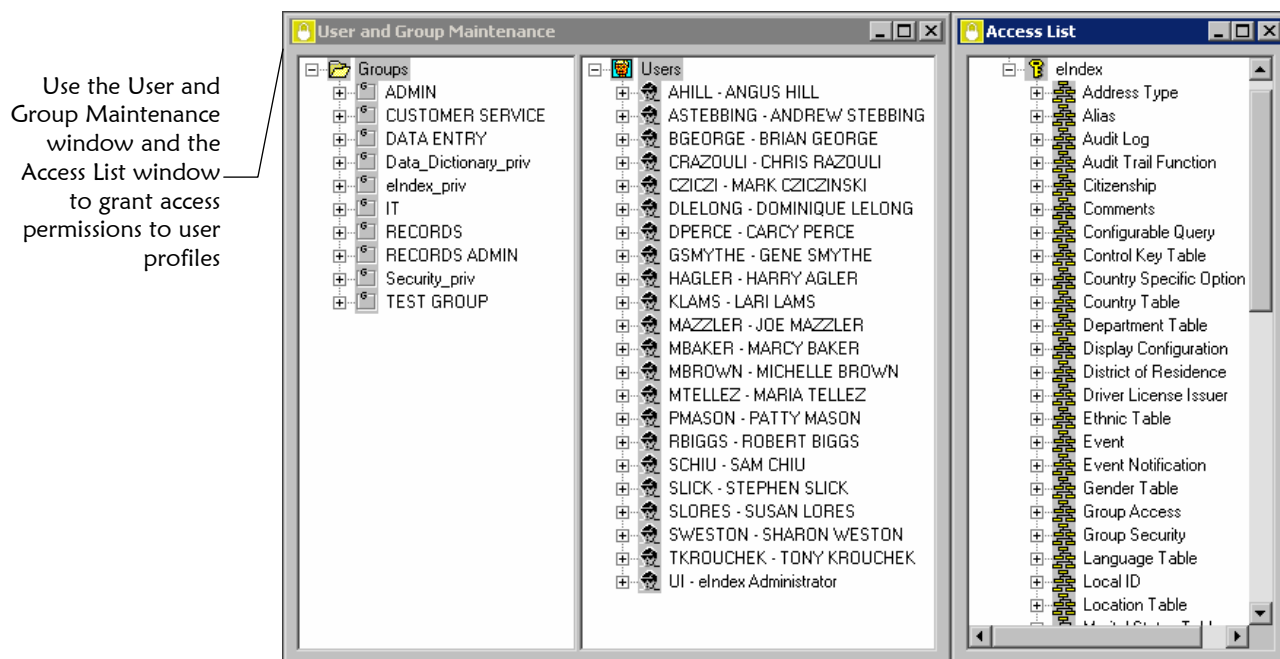 Use the User and
Group Maintenance
window and the
Access List window
to grant access
permissions to user
profiles
User and Group Maintenance
Groups
ADMIN
CUSTOMER SERVICE
DATA ENTRY
Data_Dictionary_priv
eIndex_priv
IT
RECORDS
RECORDS ADMIN
Security_priv
TEST GROUP
Users
AHILL - ANGUS HILL
ASTEBBING - ANDREW STEBBING
BGEORGE - BRIAN GEORGE
CRAZOULI - CHRIS RAZOULI
CZICZI - MARK CZICZINSKI
DLELONG - DOMINIQUE LELONG
DPERCE - CARCY PERCE
GSMYTHE - GENE SMYTHE
HAGLER - HARRY AGLER
KLAMS - LARI LAMS
MAZZLER - JOE MAZZLER
MBAKER - MARCY BAKER
MBROWN - MICHELLE BROWN
MTELLEZ - MARIA TELLEZ
PMASON - PATTY MASON
RBIGGS - ROBERT BIGGS
SCHIU - SAM CHIU
SLICK - STEPHEN SLICK
SLORES - SUSAN LORES
SWESTON - SHARON WESTON
TKROUCHEK - TONY KROUCHEK
UI - eIndex Administrator
Access List
eIndex
Address Type
Alias
Audit Log
Audit Trail Function
Citizenship
Comments
Configurable Query
Control Key Table
Country Specific Option
Country Table
Department Table
Display Configuration
District of Residence
Driver License Issuer
Ethnic Table
Event
Event Notification
Gender Table
Group Access
Group Security
Language Table
Local ID
Location Table